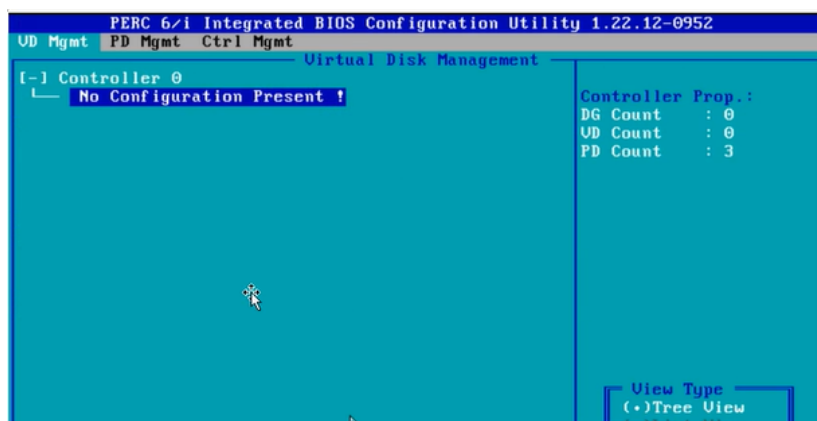 PERC 6/i Integrated BIOS Configuration Utility 1.22.12-0952
VD Mgmt PD Mgmt Ctrl Mgmt
Virtual Disk Management
[-] Controller 0
No Configuration Present !
Controller Prop.:
DG Count : 0
VD Count : 0
PD Count : 3
View Type
(•)Tree View